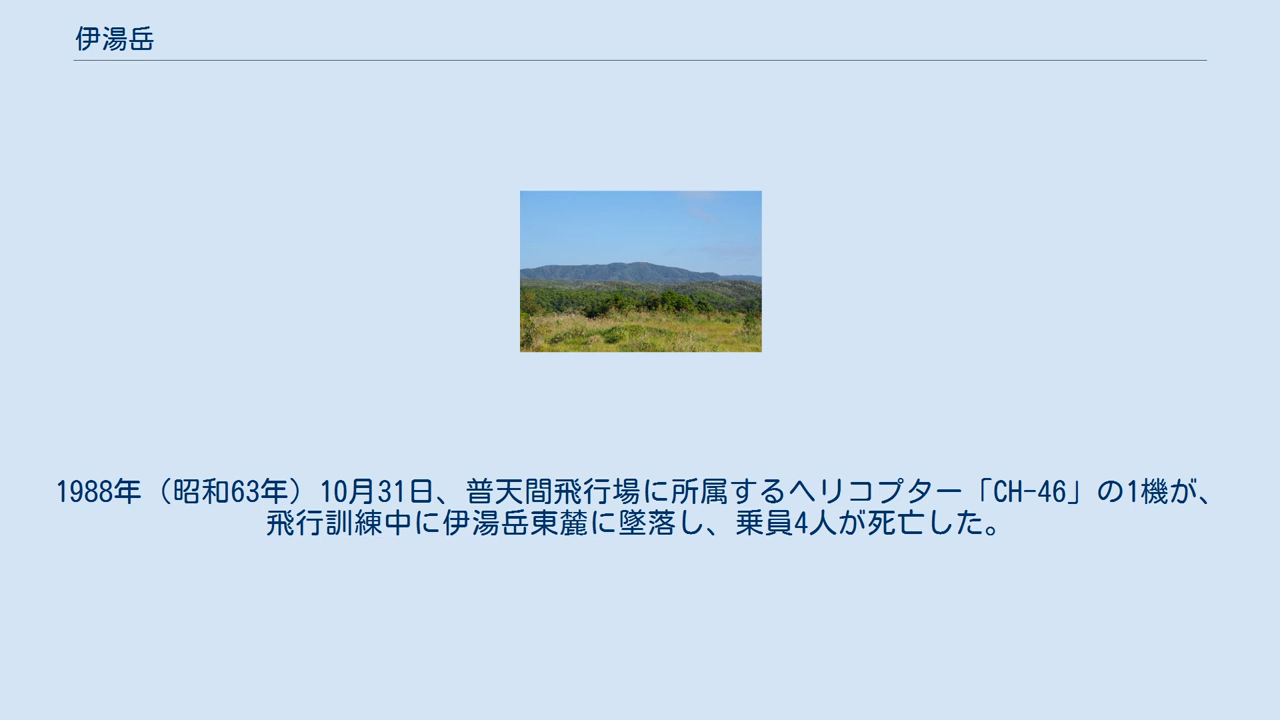 伊湯岳
1988年（昭和63年）10月31日、普天間飛行場に所属するヘリコプター「CH-46」の1機が、
飛行訓練中に伊湯岳東麓に墜落し、乗員4人が死亡した。